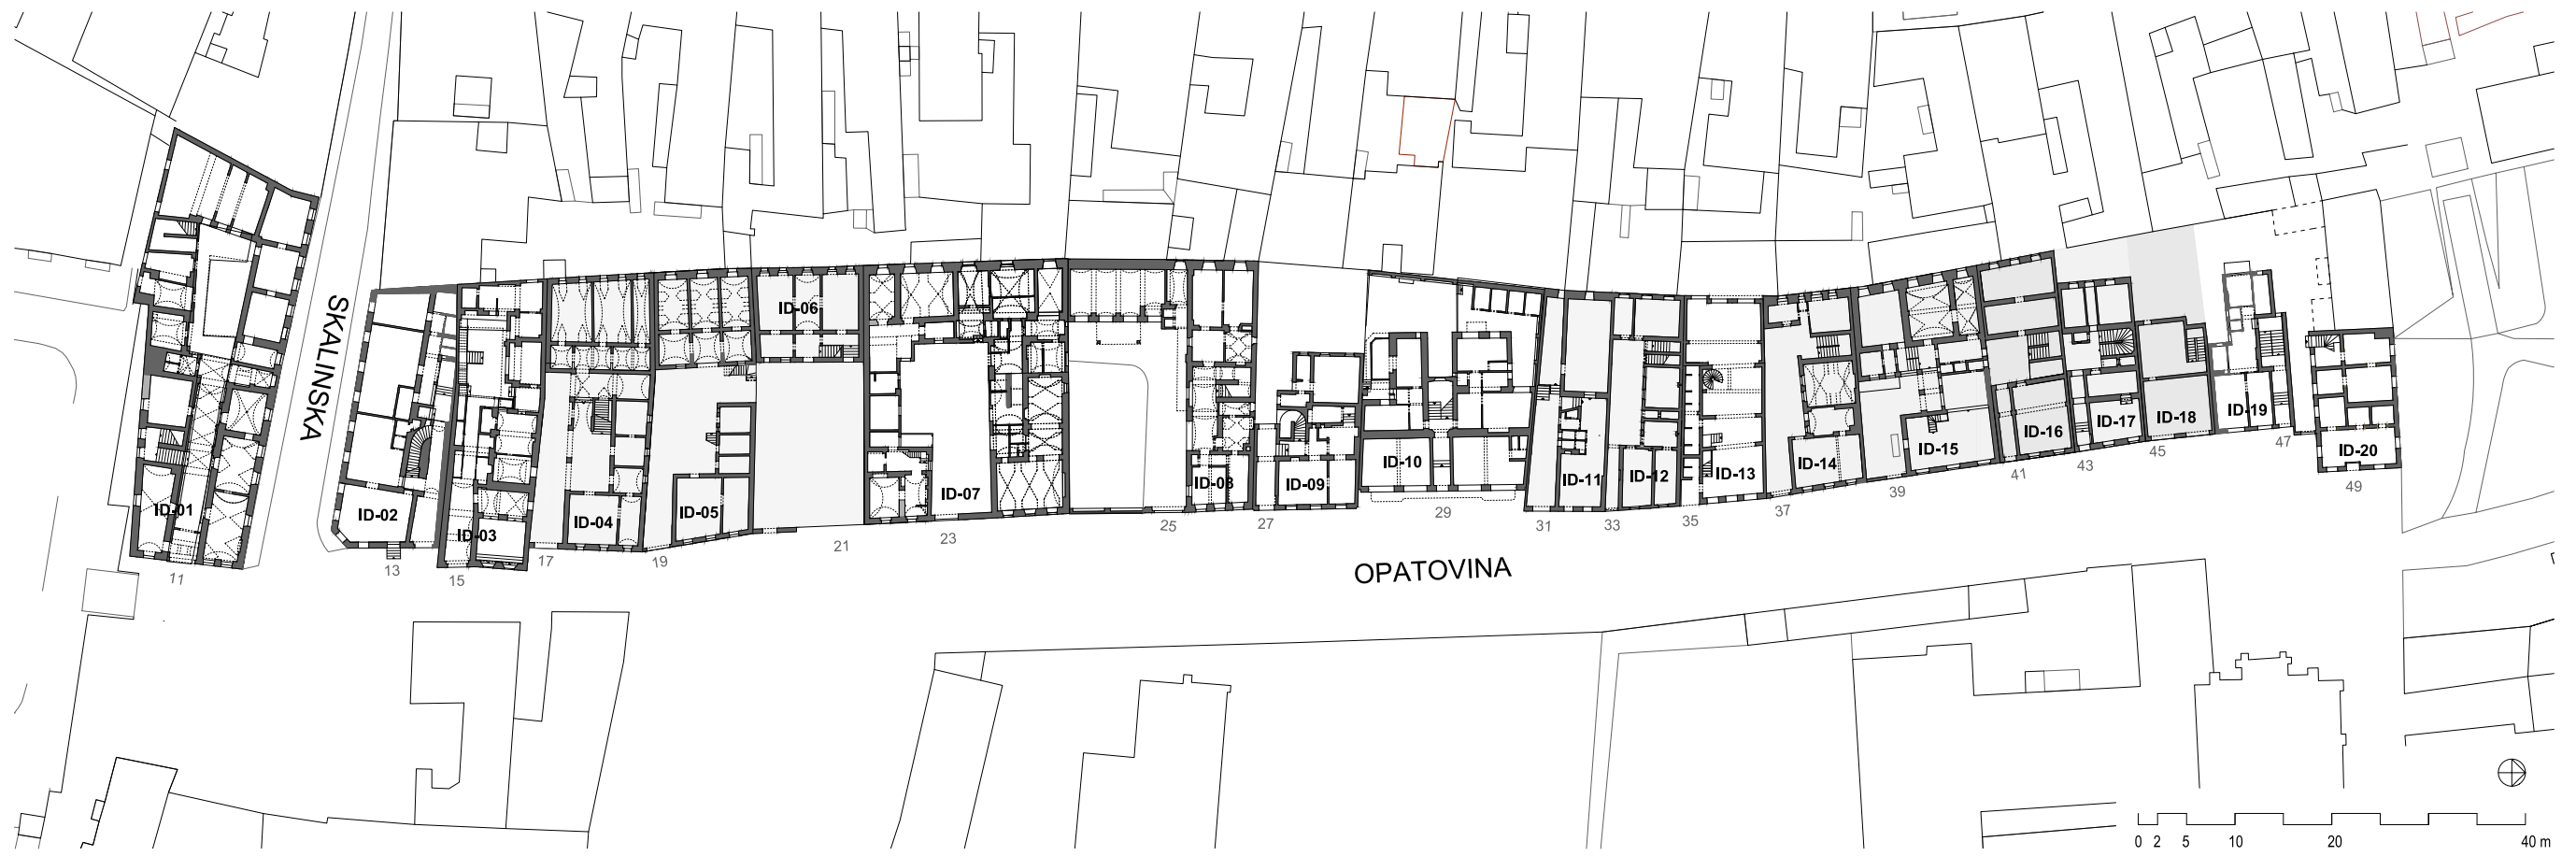 SKALINSKA
ID-01
ID-02
ID-03
ID-04
ID-05
ID-06
ID-07
ID-08
ID-09
ID-10
ID-11
ID-12
ID-13
ID-14
ID-15
ID-16
ID-17
ID-18
ID-19
ID-20
11
13
15
17
19
21
23
25
27
29
31
33
35
37
39
41
43
45
47
49
OPATOVINA
0 2 5 10 20 40 m